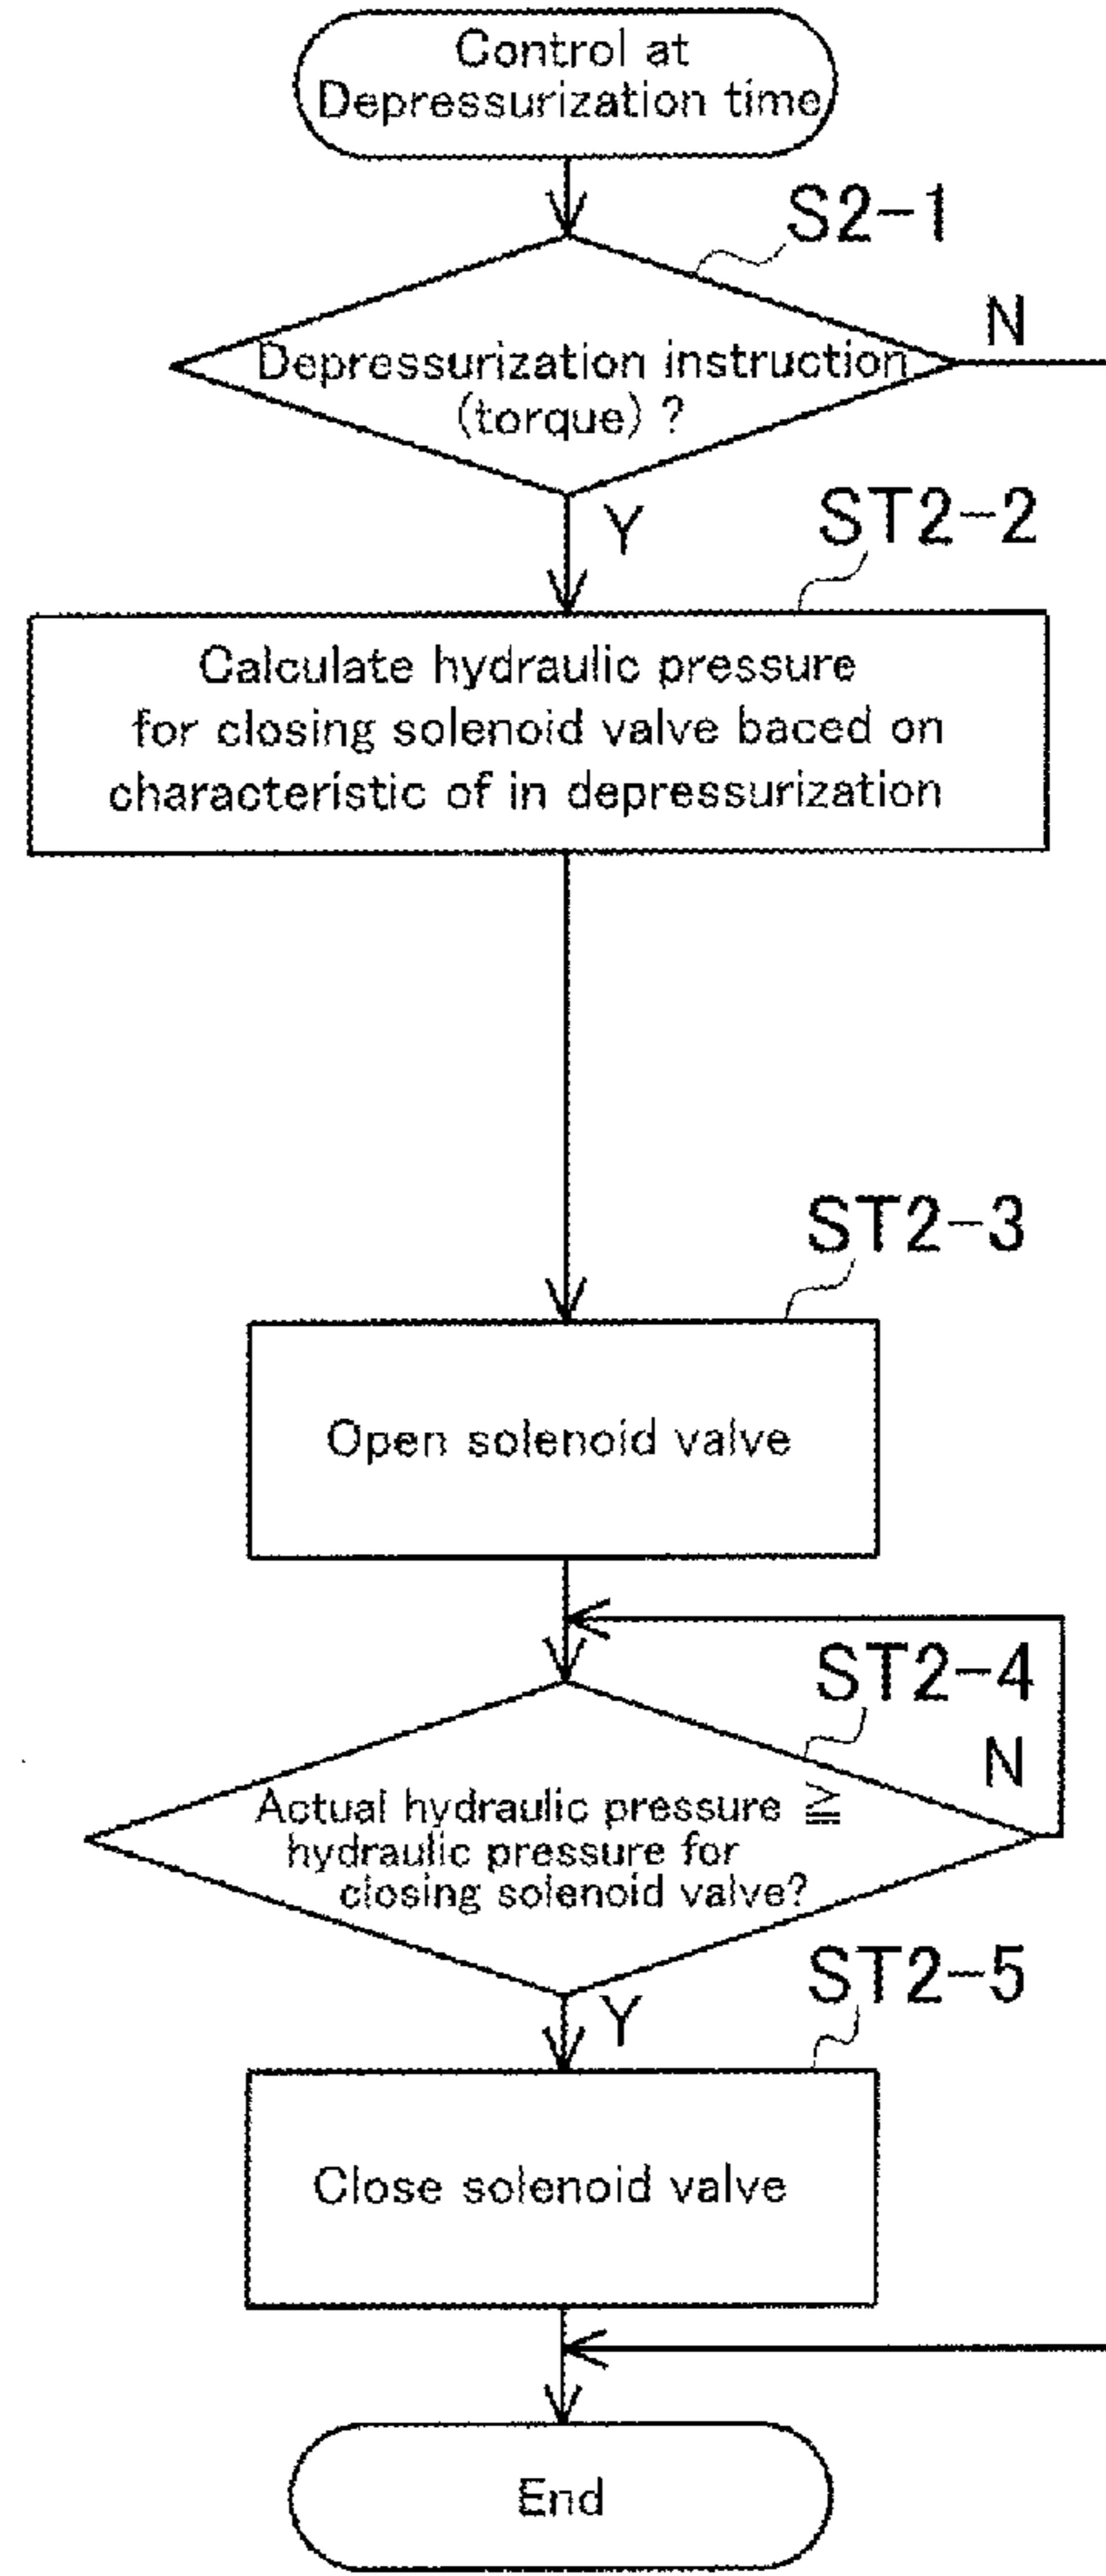 Control at
Depressurization time
S2-1
N
Depressurization instruction
(torque) ?
Y
ST2-2
Calculate hydraulic pressure
for closing solenoid valve baced on
characteristic of in depressurization
ST2-3
Open solenoid valve
ST2-4
N
Actual hydraulic pressure ≧
hydraulic pressure for
closing solenoid valve?
Y
ST2-5
Close solenoid valve
End